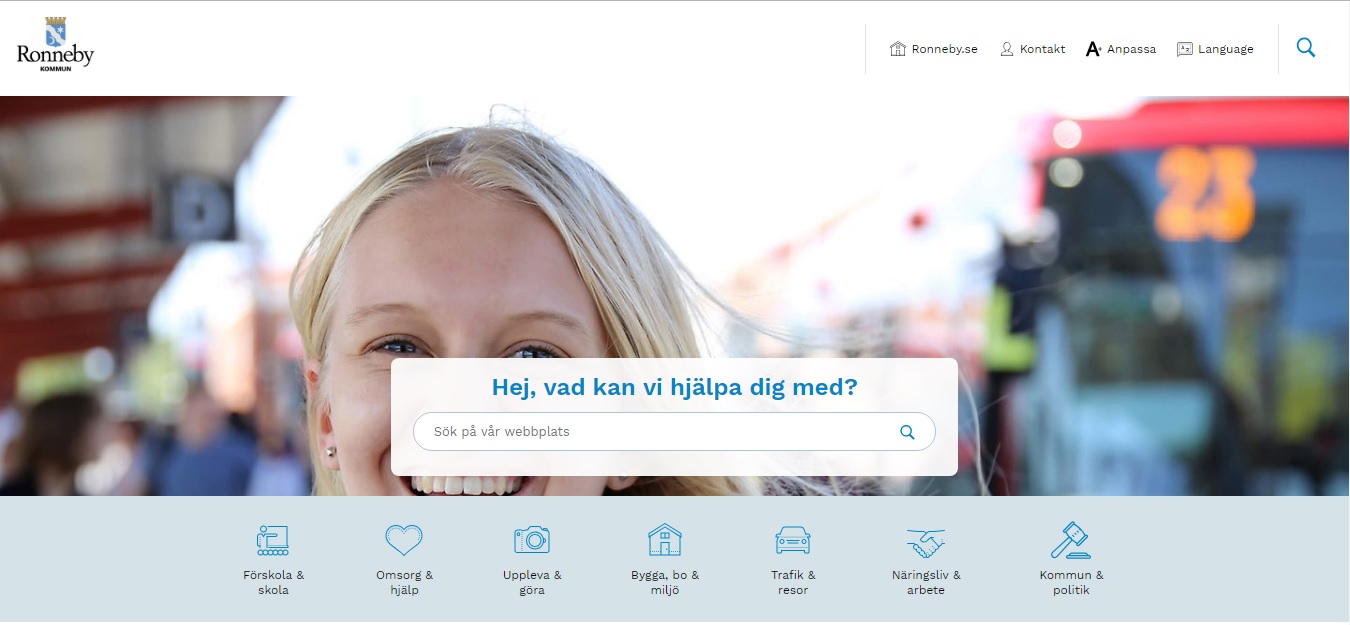 Ronneby
KOMMUN
Ronneby.se
Kontakt
A+ Anpassa
Language
D
23
Hej, vad kan vi hjälpa dig med?
Sök på vår webbplats
Förskola &
skola
Omsorg &
hjälp
Uppleva &
göra
Bygga, bo &
miljö
Trafik &
resor
Näringsliv &
arbete
Kommun &
politik